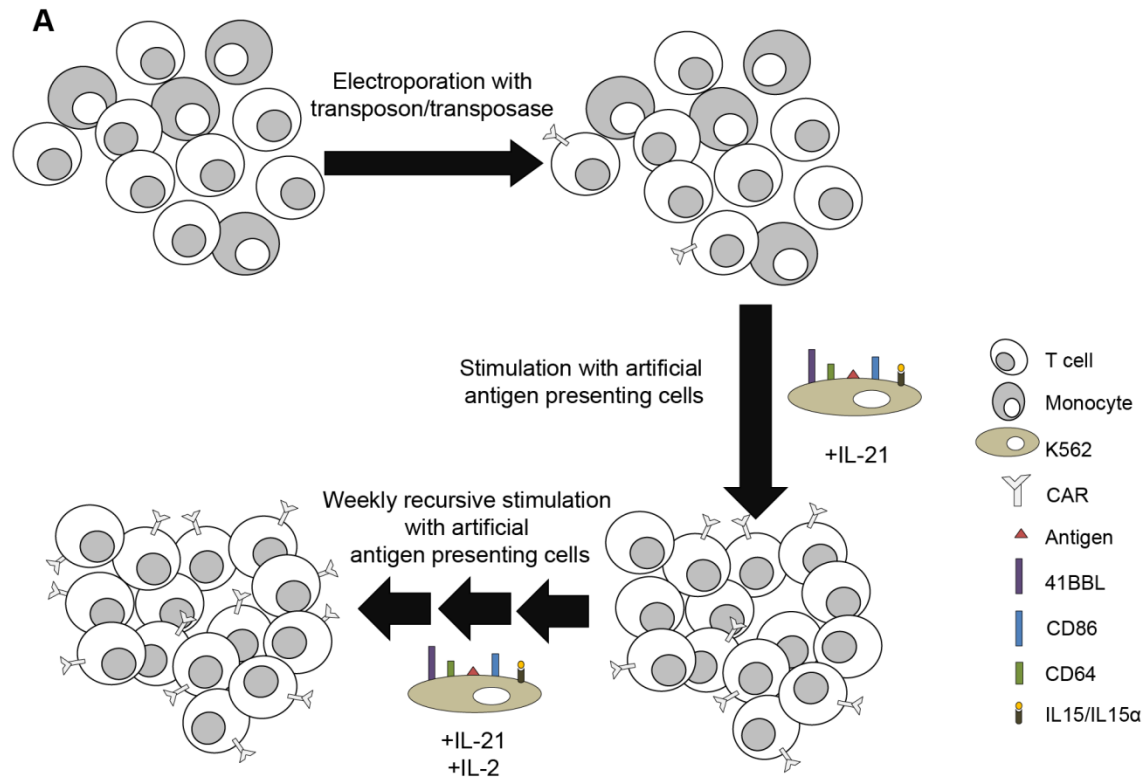 A
Electroporation with
transposon/transposase
Stimulation with artificial
antigen presenting cells
+IL-21
T cell
Monocyte
K562
CAR
Antigen
41BBL
CD86
CD64
IL15/IL15α
Weekly recursive stimulation
with artificial
antigen presenting cells
+IL-21
+IL-2